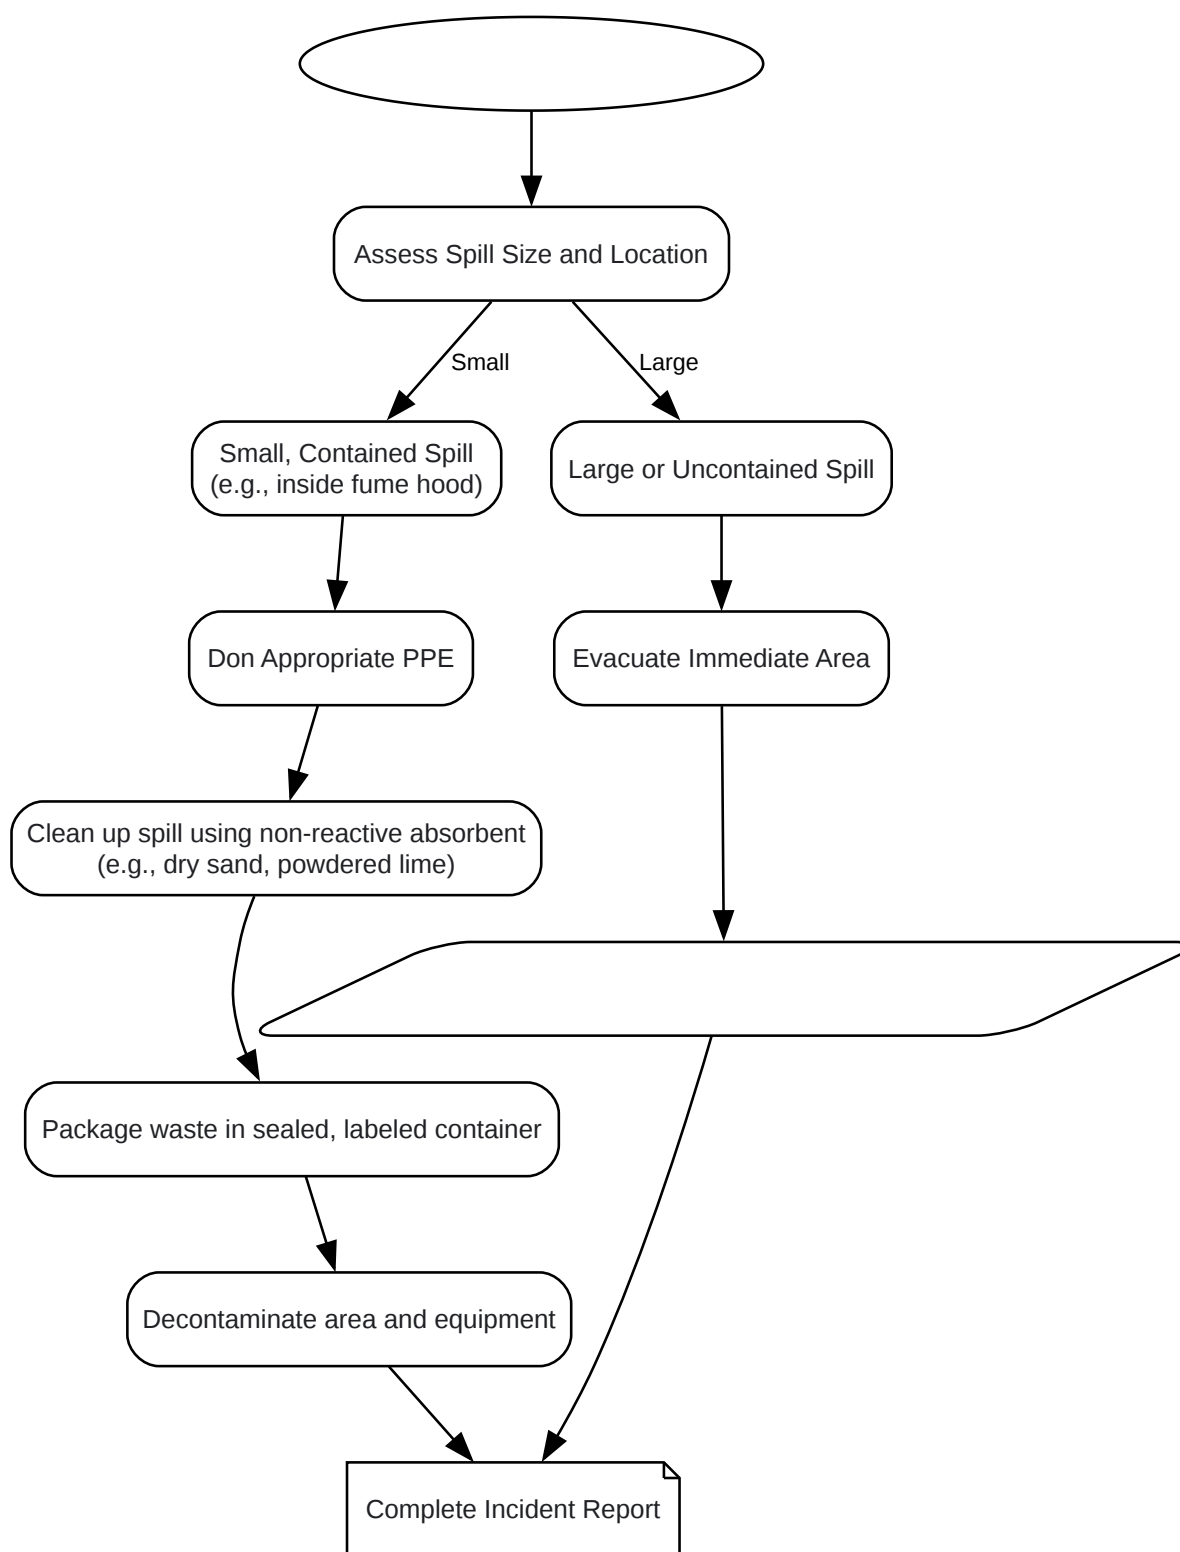 Assess Spill Size and Location
Small
Large
Small, Contained Spill
(e.g., inside fume hood)
Large or Uncontained Spill
Don Appropriate PPE
Evacuate Immediate Area
Clean up spill using non-reactive absorbent
(e.g., dry sand, powdered lime)
Package waste in sealed, labeled container
Decontaminate area and equipment
Complete Incident Report